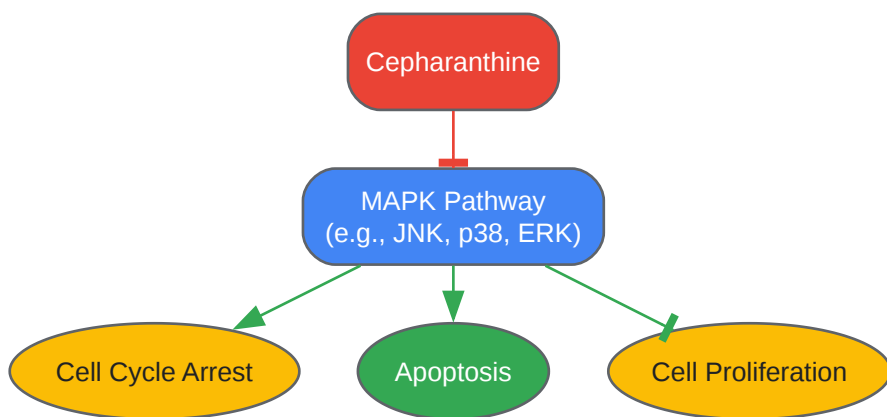 Cepharanthine
MAPK Pathway
(e.g., JNK, p38, ERK)
Cell Cycle Arrest
Apoptosis
Cell Proliferation